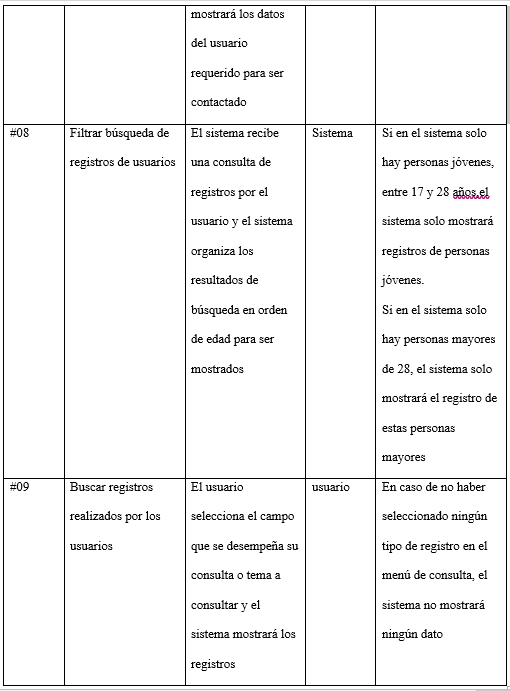 mostrará los datos
del usuario
requerido para ser
contactado
#08
Filtrar búsqueda de
registros de usuarios
El sistema recibe
una consulta de
registros por el
usuario y el sistema
organiza los
resultados de
búsqueda en orden
de edad para ser
mostrados
Sistema
Si en el sistema solo
hay personas jóvenes,
entre 17 y 28 años,el
sistema solo mostrará
registros de personas
jóvenes.
Si en el sistema solo
hay personas mayores
de 28, el sistema solo
mostrará el registro de
estas personas
mayores
#09
Buscar registros
realizados por los
usuarios
El usuario
selecciona el campo
que se desempeña su
consulta o tema a
consultar y el
sistema mostrará los
registros
usuario
En caso de no haber
seleccionado ningún
tipo de registro en el
menú de consulta, el
sistema no mostrará
ningún dato